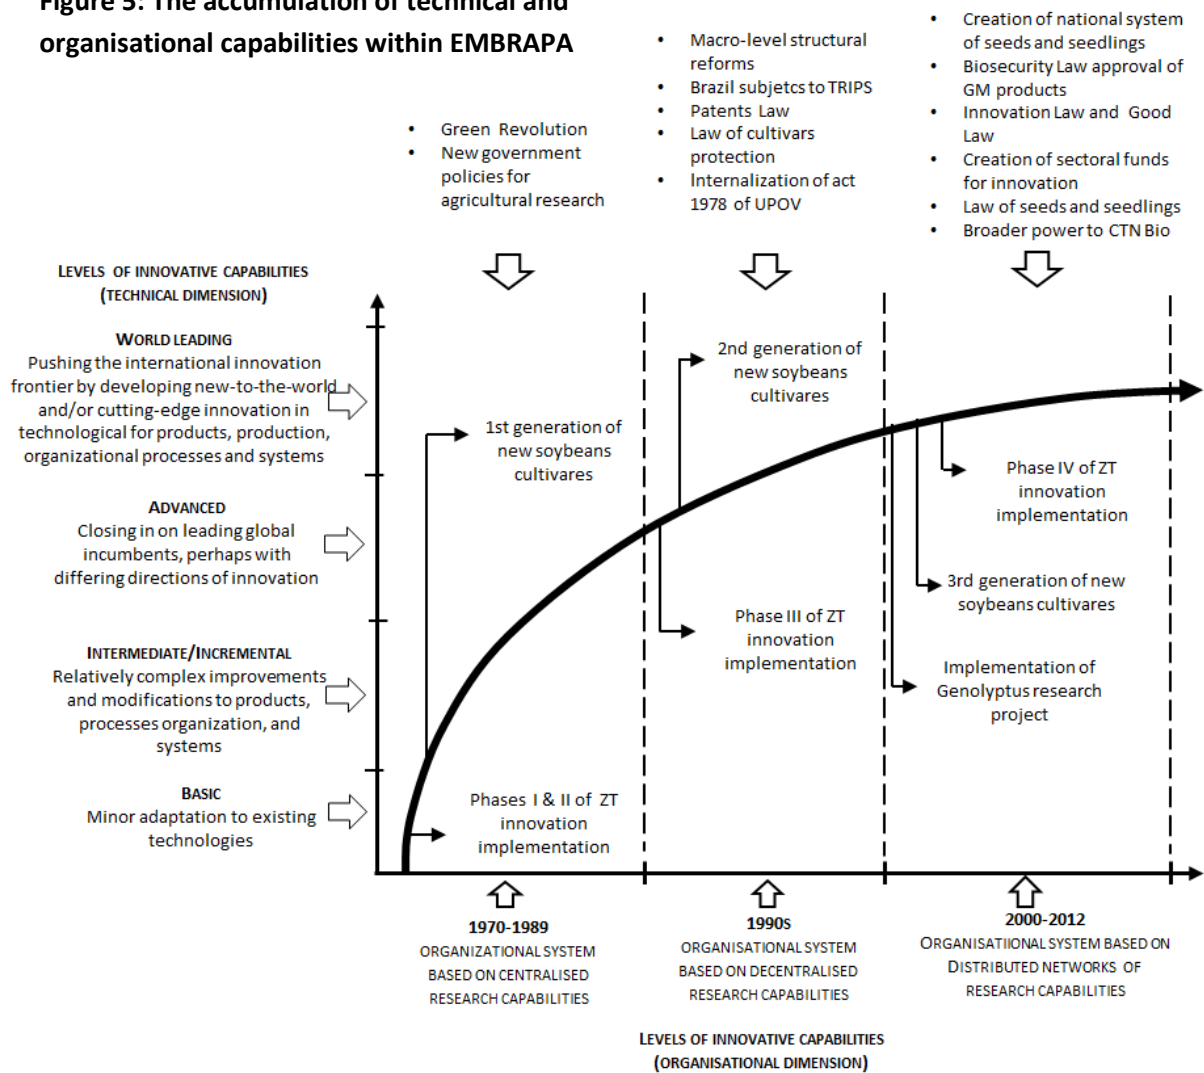 Figure 5: The accumulation of technical and
organisational capabilities within EMBRAPA
• Green Revolution
• New government
policies for
agricultural research
• Macro-level structural
reforms
• Brazil subjetcs to TRIPS
• Patents Law
• Law of cultivars
protection
• Internalization of act
1978 of UPOV
• Creation of national system
of seeds and seedlings
• Biosecurity Law approval of
GM products
• Innovation Law and Good
Law
• Creation of sectoral funds
for innovation
• Law of seeds and seedlings
• Broader power to CTN Bio
LEVELS OF INNOVATIVE CAPABILITIES
(TECHNICAL DIMENSION)
WORLD LEADING
Pushing the international innovation
frontier by developing new-to-the-world
and/or cutting-edge innovation in
technological for products, production,
organizational processes and systems
ADVANCED
Closing in on leading global
incumbents, perhaps with
differing directions of innovation
INTERMEDIATE/INCREMENTAL
Relatively complex improvements
and modifications to products,
processes organization, and
systems
BASIC
Minor adaptation to existing
technologies
1st generation of
new soybeans
cultivares
Phases I & II of ZT
innovation
implementation
2nd generation of
new soybeans
cultivares
Phase III of ZT
innovation
implementation
Phase IV of ZT
innovation
implementation
3rd generation of new
soybeans cultivares
Implementation of
Genolyptus research
project
1970-1989
ORGANIZATIONAL SYSTEM
BASED ON CENTRALISED
RESEARCH CAPABILITIES
1990S
ORGANISATIONAL SYSTEM
BASED ON DECENTRALISED
RESEARCH CAPABILITIES
2000-2012
ORGANISATIIONAL SYSTEM BASED ON
DISTRIBUTED NETWORKS OF
RESEARCH CAPABILITIES
LEVELS OF INNOVATIVE CAPABILITIES
(ORGANISATIONAL DIMENSION)